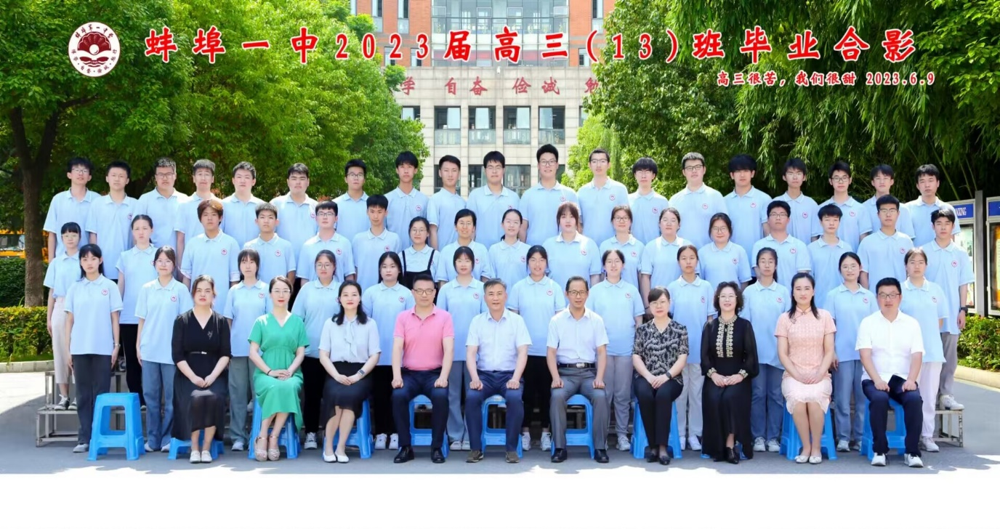 蚌埠一中2023届高三(13)班毕业合影
高三很苦，我们很甜 2023.6.9
学 自奋 俭诚 勉